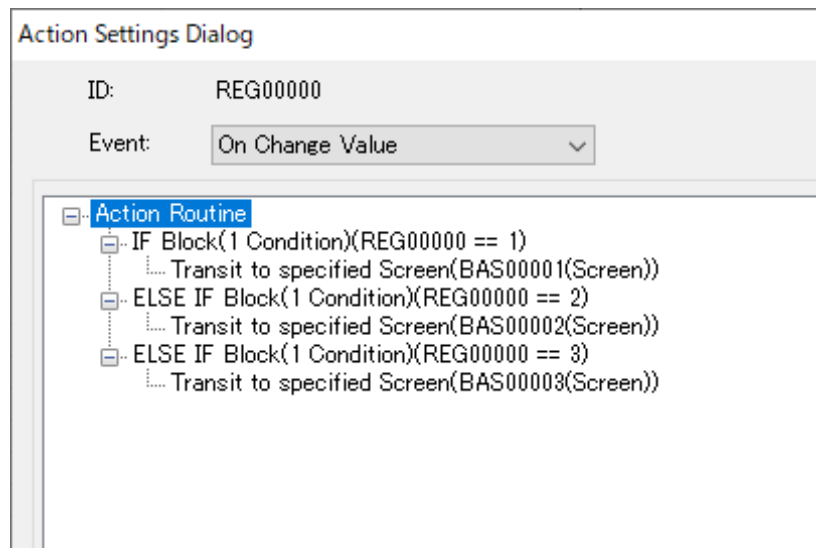 Action Settings Dialog
ID: REG00000
Event: On Change Value
Action Routine
IF Block(1 Condition)(REG00000 == 1)
Transit to specified Screen(BAS00001(Screen))
ELSE IF Block(1 Condition)(REG00000 == 2)
Transit to specified Screen(BAS00002(Screen))
ELSE IF Block(1 Condition)(REG00000 == 3)
Transit to specified Screen(BAS00003(Screen))